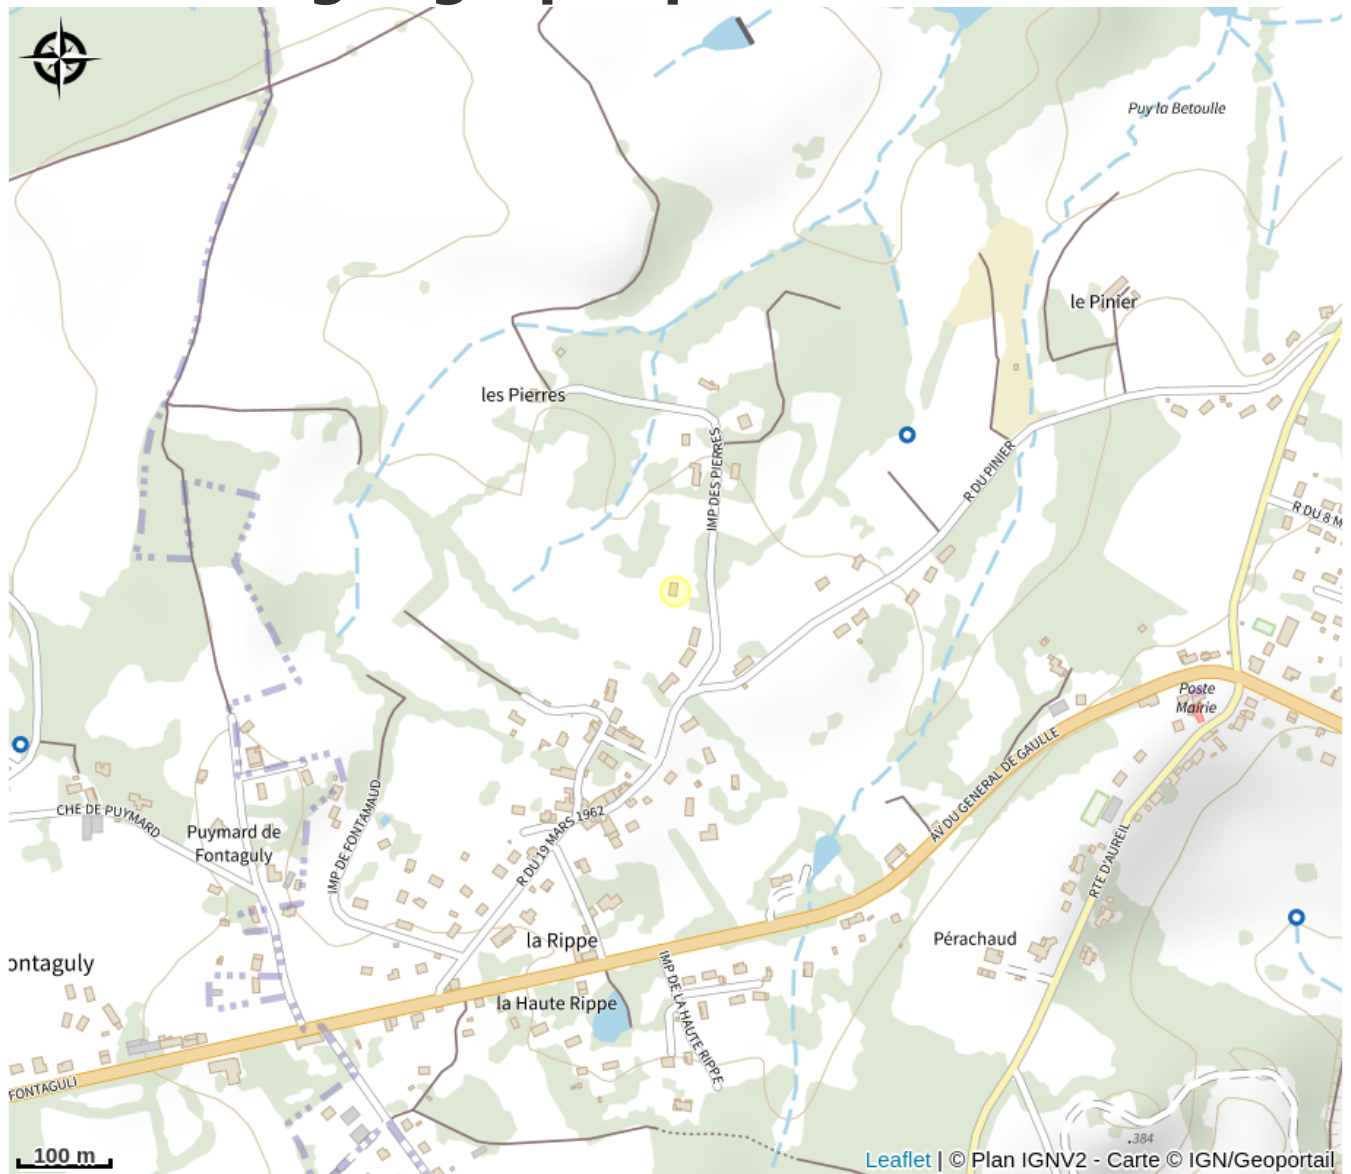 Puy la Betoulle
le Pinier
les Pierres
IMP DES PIERRES
R DU PINIER
R DU 8 M
Poste
Mairie
AV DU GENERAL DE GAULLE
CHE DE PUYMARD
Puymard de
Fontaguly
IMP DE FONTAMAUD
R DU 19 MARS 1962
RTE D'AUREIL
la Rippe
Pérachaud
ontaguly
la Haute Rippe
IMP DE LA HAUTE RIPPE
FONTAGULI
.384
100 m
Leaflet | © Plan IGNV2 - Carte © IGN/Geoportail